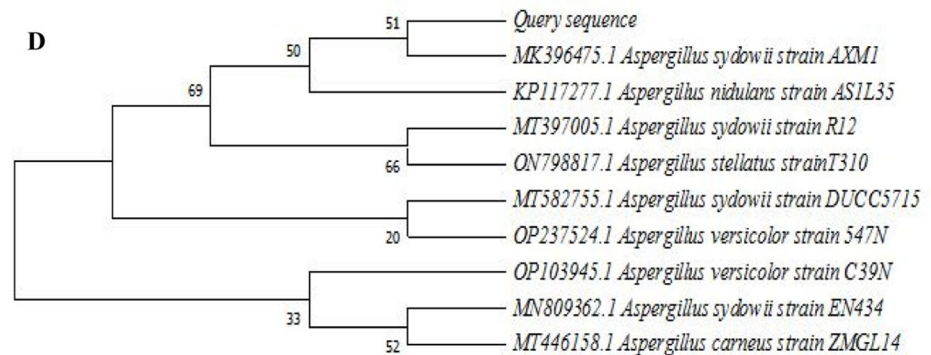 D
51
Query sequence
MK396475.1 Aspergillus sydowii strain AXM1
50
KP117277.1 Aspergillus nidulans strain AS1L35
69
MT397005.1 Aspergillus sydowii strain R12
66
ON798817.1 Aspergillus stellatus strainT310
MT582755.1 Aspergillus sydowii strain DUCC5715
20
OP237524.1 Aspergillus versicolor strain 547N
OP103945.1 Aspergillus versicolor strain C39N
33
MN809362.1 Aspergillus sydowii strain EN434
52
MT446158.1 Aspergillus carneus strain ZMGL14